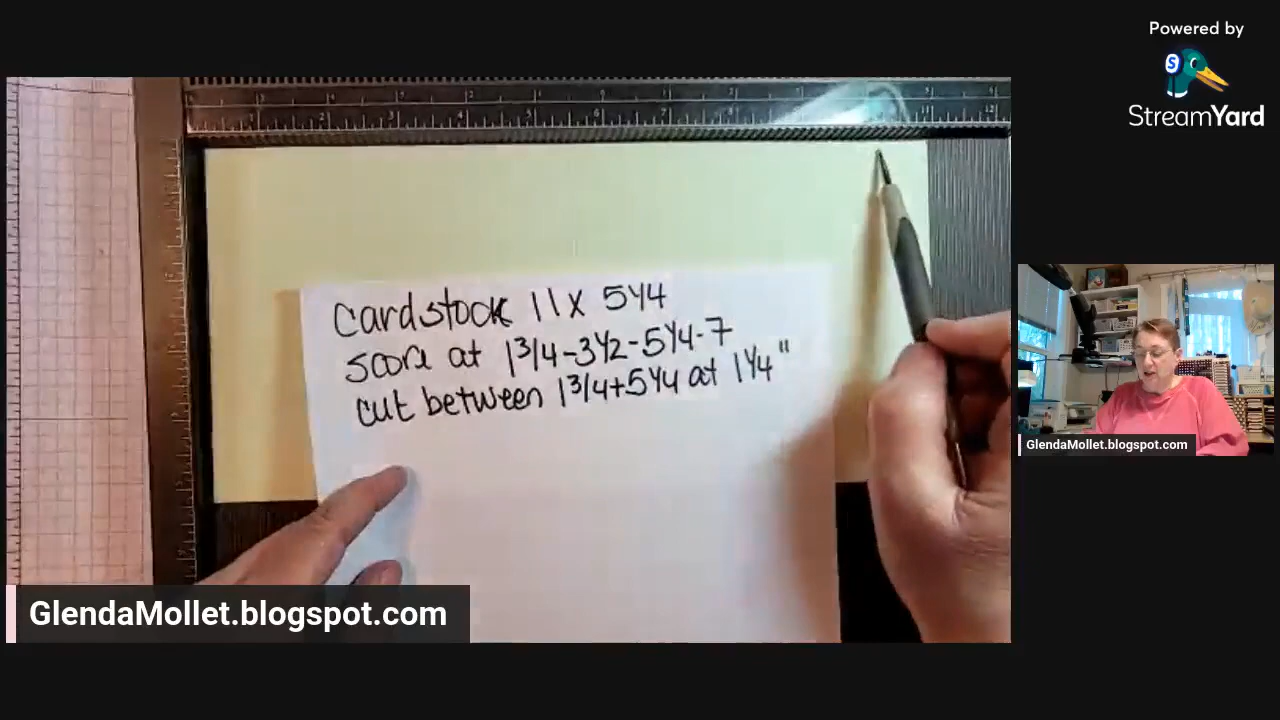 Powered by
StreamYard
cardstock 11 x 5 1/4
score at 1 3/4 - 3 1/2 - 5 1/4 - 7
cut between 1 3/4 + 5 1/4 at 1 1/4"
GlendaMollet.blogspot.com
GlendaMollet.blogspot.com